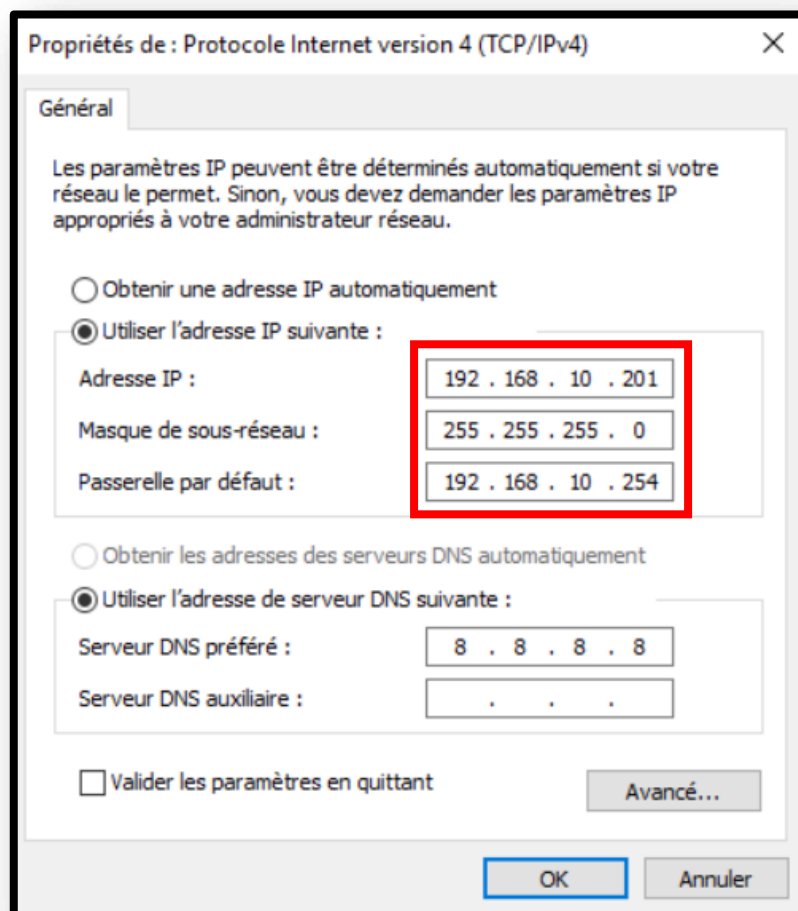 Propriétés de : Protocole Internet version 4 (TCP/IPv4)
Général
Les paramètres IP peuvent être déterminés automatiquement si votre
réseau le permet. Sinon, vous devez demander les paramètres IP
appropriés à votre administrateur réseau.
Obtenir une adresse IP automatiquement
Utiliser l’adresse IP suivante :
Adresse IP : 192 . 168 . 10 . 201
Masque de sous-réseau : 255 . 255 . 255 . 0
Passerelle par défaut : 192 . 168 . 10 . 254
Obtenir les adresses des serveurs DNS automatiquement
Utiliser l’adresse de serveur DNS suivante :
Serveur DNS préféré : 8 . 8 . 8 . 8
Serveur DNS auxiliaire : . . .
Valider les paramètres en quittant
Avancé...
OK Annuler